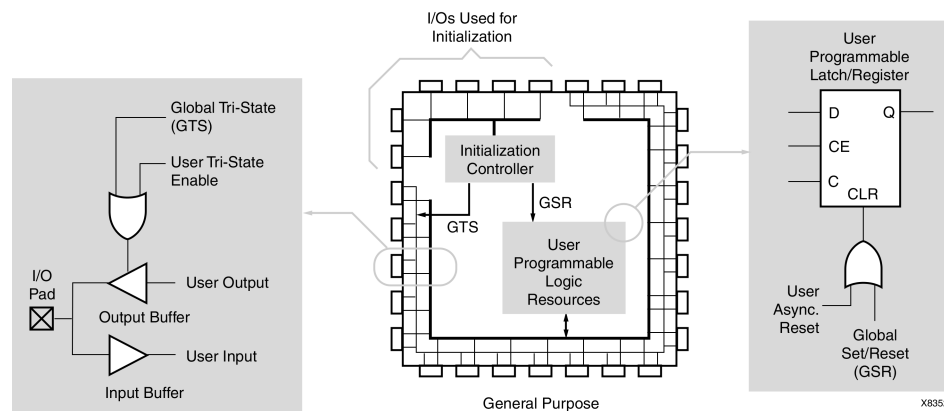 I/Os Used for
Initialization
Global Tri-State
(GTS)
User Tri-State
Enable
I/O
Pad
User Output
Output Buffer
User Input
Input Buffer
Initialization
Controller
GTS
GSR
User
Programmable
Logic
Resources
General Purpose
User
Programmable
Latch/Register
D
Q
CE
C
CLR
User
Async.
Reset
Global
Set/Reset
(GSR)